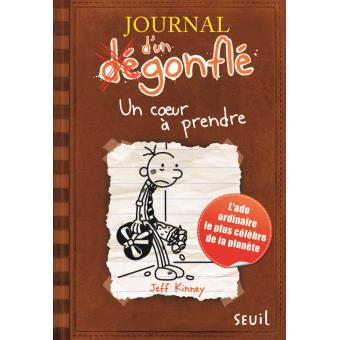 JOURNAL
d'un
dégonflé
Un cœur
à prendre
L'ado
ordinaire
le plus célèbre
de la planète
Jeff Kinney
SEUIL